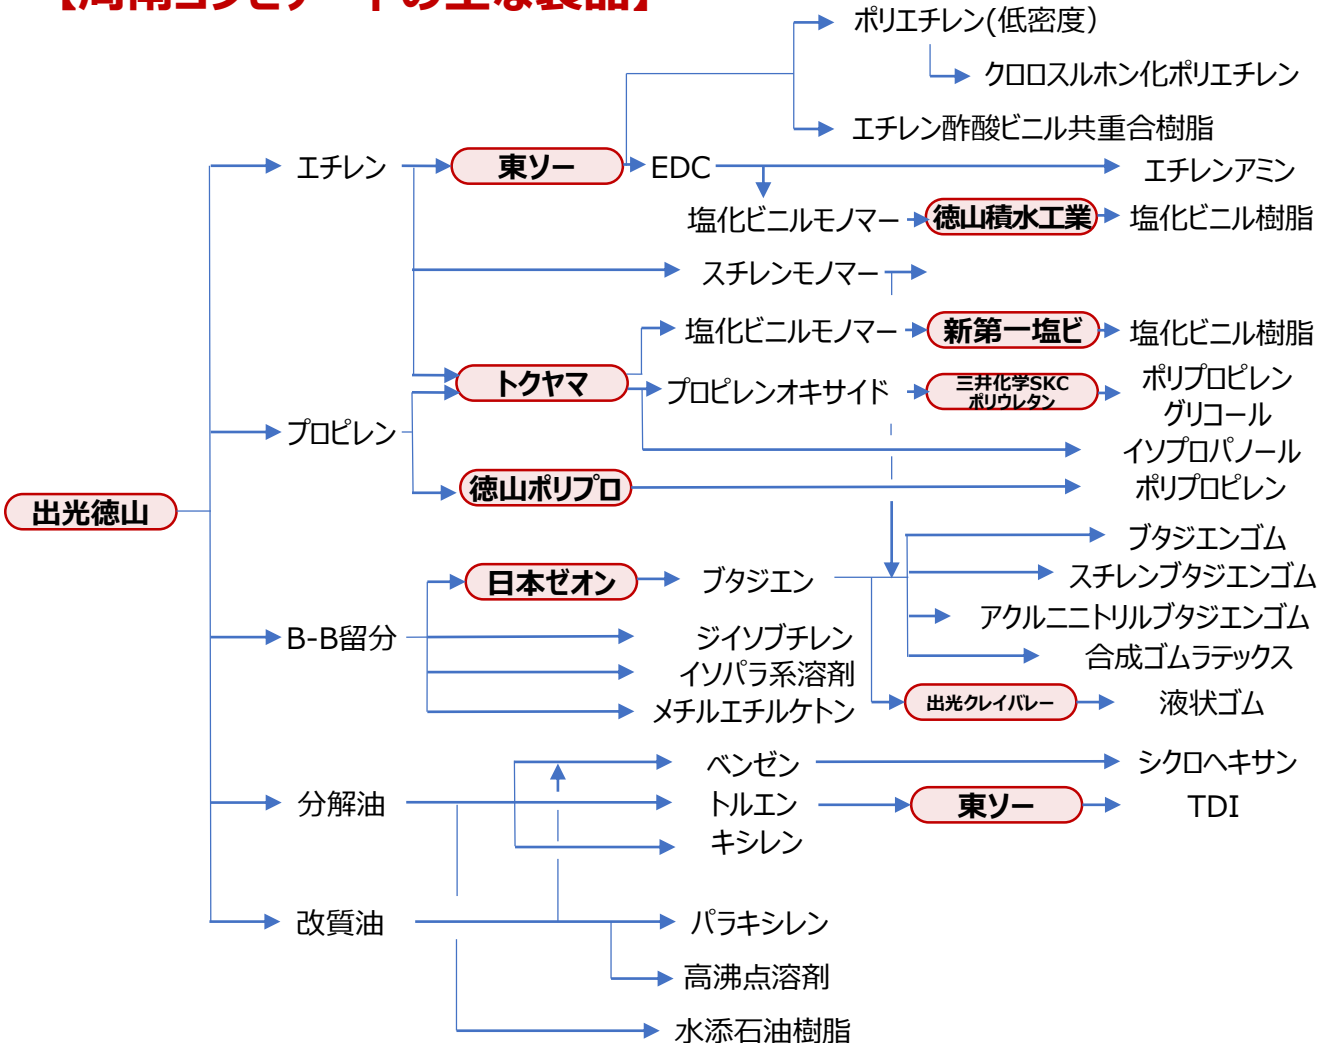 【周南コンビナートの主な製品】
ポリエチレン(低密度）
クロロスルホン化ポリエチレン
エチレン酢酸ビニル共重合樹脂
エチレン
東ソー
EDC
エチレンアミン
塩化ビニルモノマー
徳山積水工業
塩化ビニル樹脂
スチレンモノマー
塩化ビニルモノマー
新第一塩ビ
塩化ビニル樹脂
トクヤマ
プロピレンオキサイド
三井化学SKC
ポリウレタン
ポリプロピレン
グリコール
プロピレン
イソプロパノール
徳山ポリプロ
ポリプロピレン
出光徳山
ブタジエンゴム
日本ゼオン
ブタジエン
スチレンブタジエンゴム
アクルニニトリルブタジエンゴム
B-B留分
ジイソブチレン
合成ゴムラテックス
イソパラ系溶剤
メチルエチルケトン
出光クレイバレー
液状ゴム
ベンゼン
シクロヘキサン
分解油
トルエン
東ソー
TDI
キシレン
改質油
パラキシレン
高沸点溶剤
水添石油樹脂